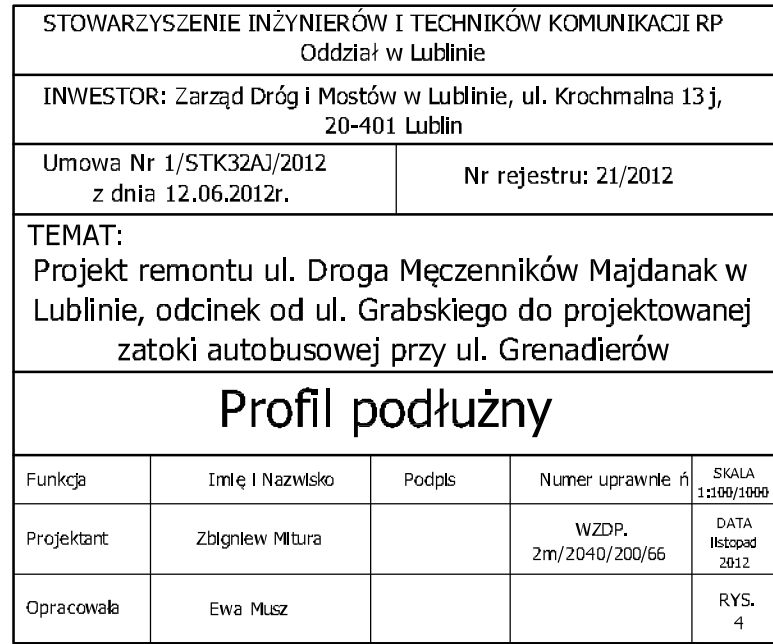 STOWARZYSZENIE INŻYNIERÓW I TECHNIKÓW KOMUNIKACJI RP
Oddział w Lublinie
INWESTOR: Zarząd Dróg i Mostów w Lublinie, ul. Krochmalna 13 j,
20-401 Lublin
Umowa Nr 1/STK32AJ/2012
z dnia 12.06.2012r.
Nr rejestru: 21/2012
TEMAT:
Projekt remontu ul. Droga Męczenników Majdanak w
Lublinie, odcinek od ul. Grabskiego do projektowanej
zatoki autobusowej przy ul. Grenadierów
Profil podłużny
Funkcja
Imię i Nazwisko
Podpis
Numer uprawnie ń
SKALA
1:100/1000
Projektant
Zbigniew Mitura
WZDP.
2m/2040/200/66
DATA
listopad
2012
Opracowała
Ewa Musz
RYS.
4